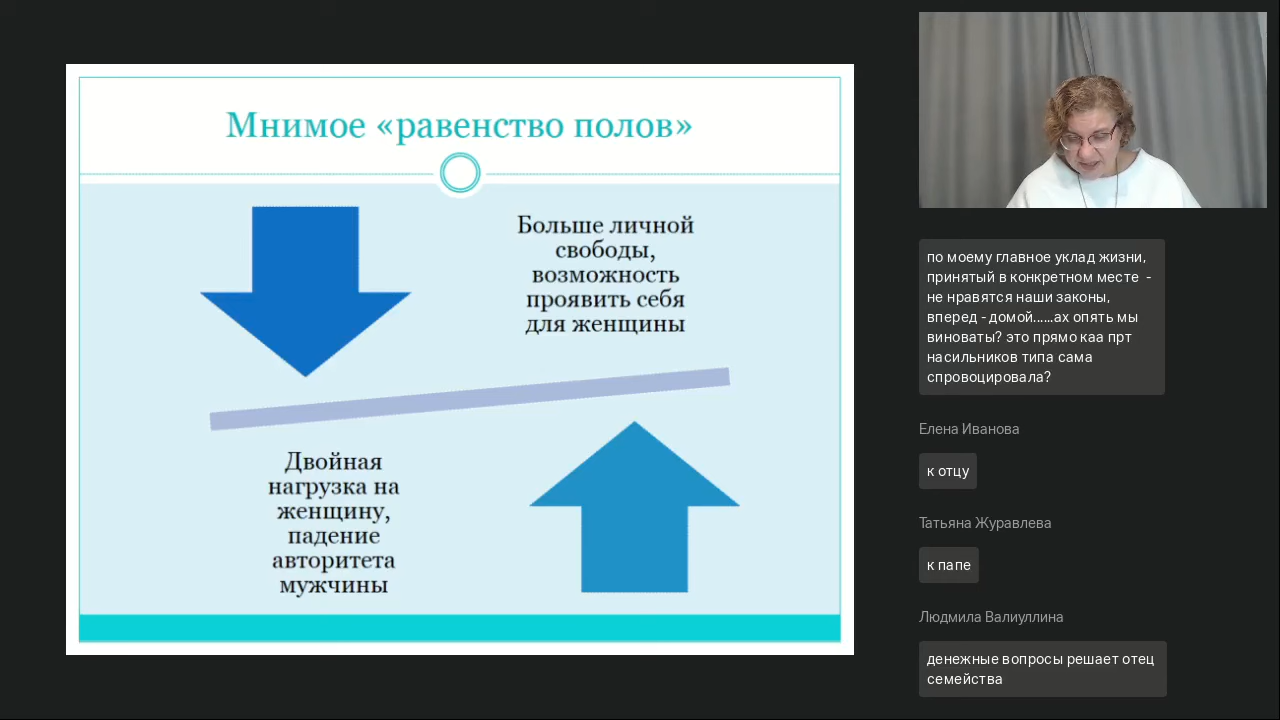 Мнимое «равенство полов»
Больше личной
свободы,
возможность
проявить себя
для женщины
Двойная
нагрузка на
женщину,
падение
авторитета
мужчины
по моему главное уклад жизни,
принятый в конкретном месте -
не нравятся наши законы,
вперед - домой......ах опять мы
виноваты? это прямо каа прт
насильников типа сама
спровоцировала?
Елена Иванова
к отцу
Татьяна Журавлева
к папе
Людмила Валиуллина
денежные вопросы решает отец
семейства